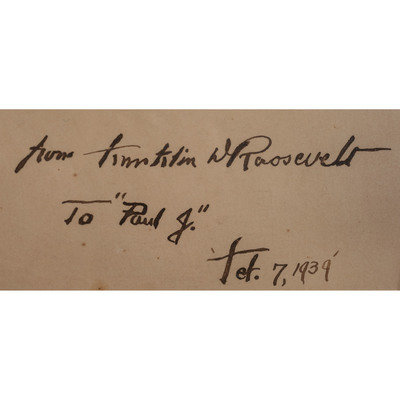 from Franklin D Roosevelt
To "Paul J."
Feb. 7, 1939